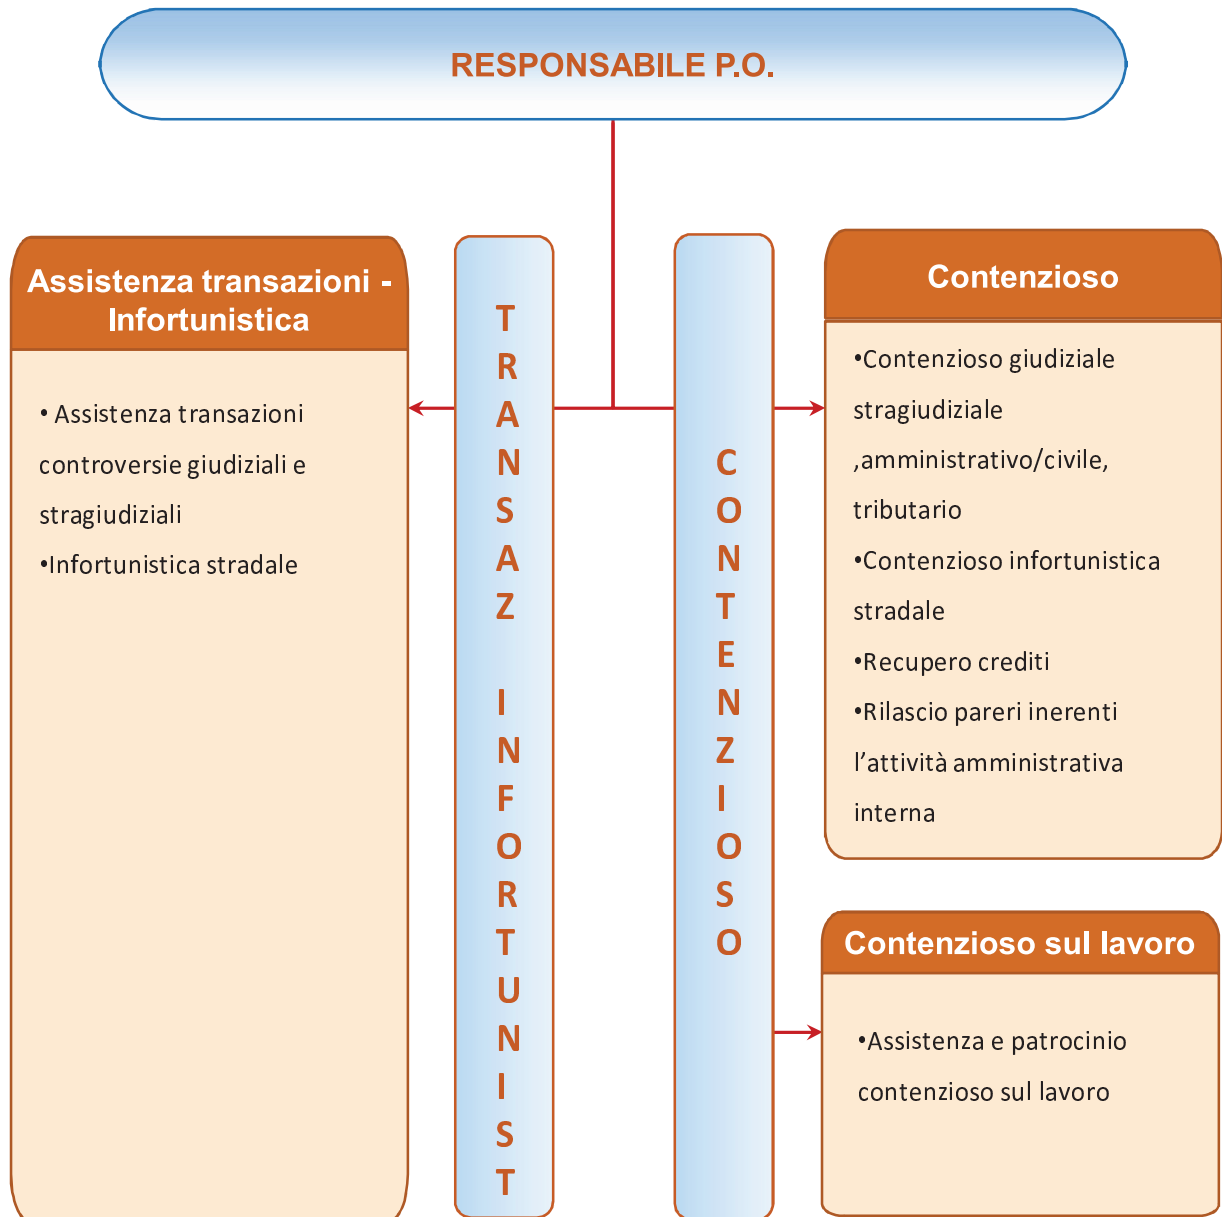 RESPONSABILE P.O.
Assistenza transazioni -
Infortunistica
• Assistenza transazioni
controversie giudiziali e
stragiudiziali
•Infortunistica stradale
T
R
A
N
S
A
Z
I
N
F
O
R
T
U
N
I
S
T
C
O
N
T
E
N
Z
I
O
S
O
Contenzioso
•Contenzioso giudiziale
stragiudiziale
,amministrativo/civile,
tributario
•Contenzioso infortunistica
stradale
•Recupero crediti
•Rilascio pareri inerenti
l’attività amministrativa
interna
Contenzioso sul lavoro
•Assistenza e patrocinio
contenzioso sul lavoro